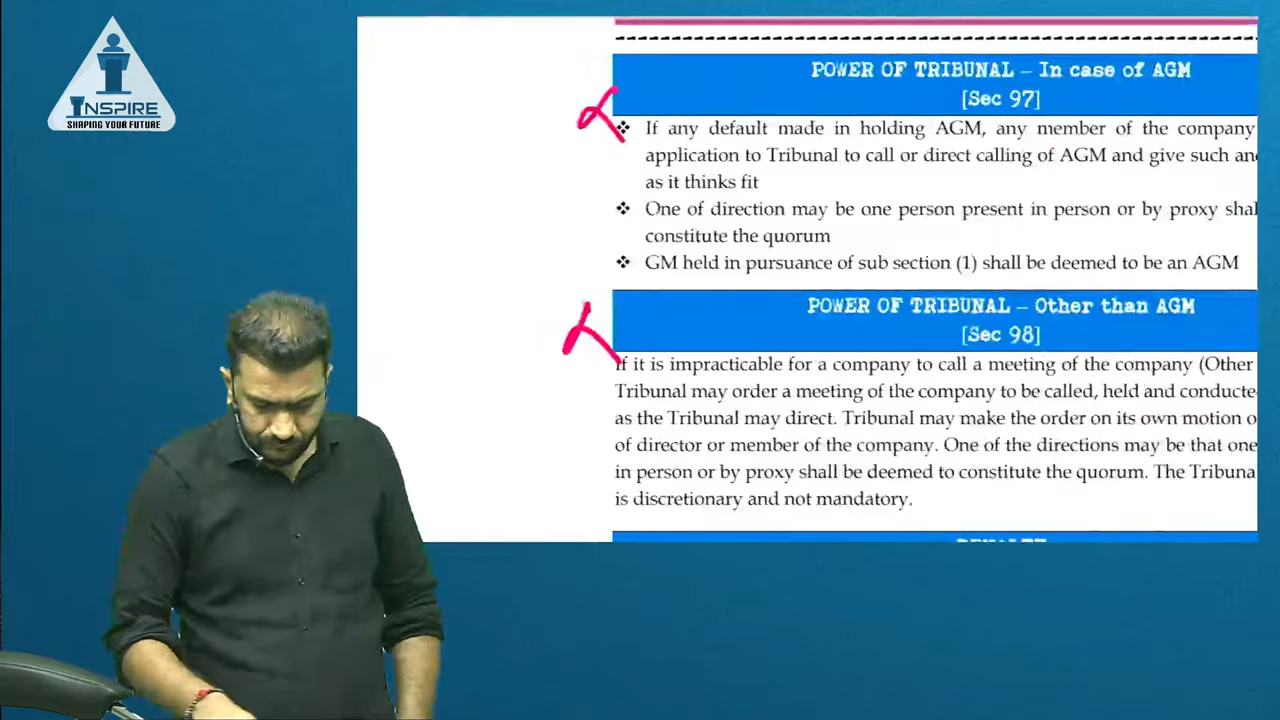 INSPIRE
SHAPING YOUR FUTURE
POWER OF TRIBUNAL – In case of AGM
[Sec 97]
❖ If any default made in holding AGM, any member of the company
application to Tribunal to call or direct calling of AGM and give such
as it thinks fit
❖ One of direction may be one person present in person or by proxy
constitute the quorum
❖ GM held in pursuance of sub section (1) shall be deemed to be an AGM
POWER OF TRIBUNAL – Other than AGM
[Sec 98]
If it is impracticable for a company to call a meeting of the company (Other
Tribunal may order a meeting of the company to be called, held and
as the Tribunal may direct. Tribunal may make the order on its own motion
of director or member of the company. One of the directions may be that one
in person or by proxy shall be deemed to constitute the quorum. The
is discretionary and not mandatory.